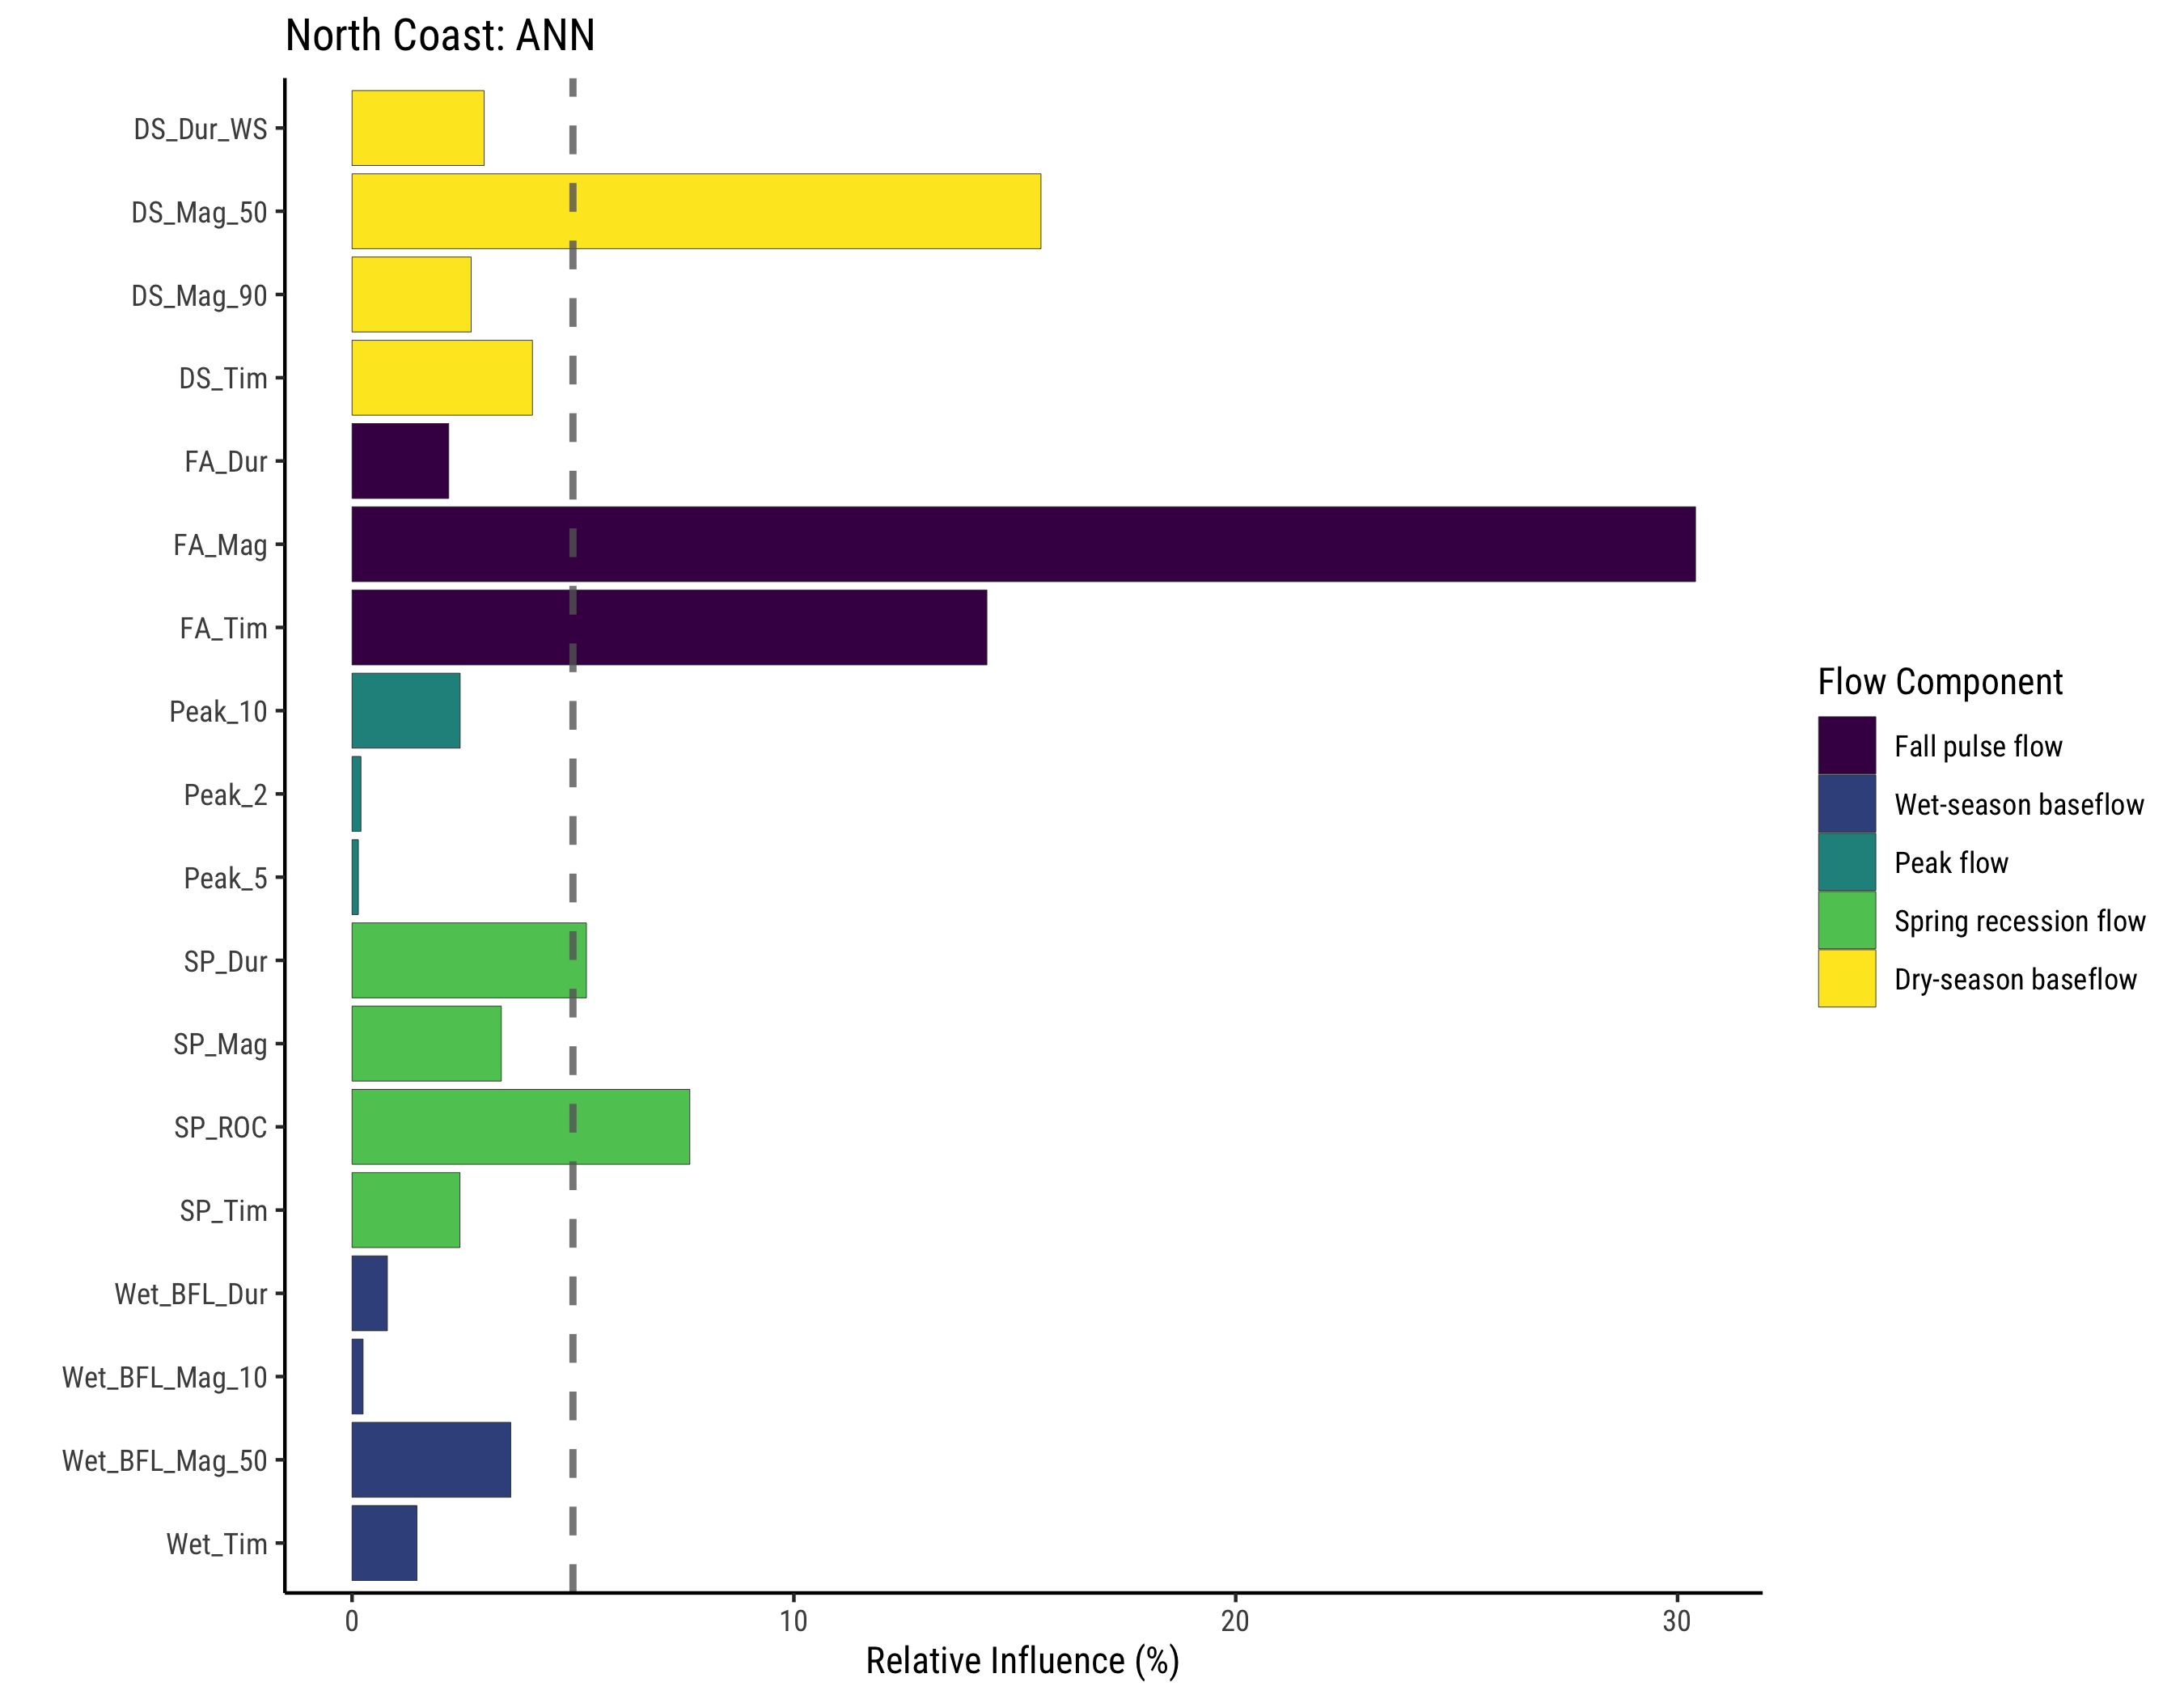 North Coast: ANN
DS_Dur_WS
DS_Mag_50
DS_Mag_90
DS_Tim
FA_Dur
FA_Mag
FA_Tim
Peak_10
Peak_2
Peak_5
SP_Dur
SP_Mag
SP_ROC
SP_Tim
Wet_BFL_Dur
Wet_BFL_Mag_10
Wet_BFL_Mag_50
Wet_Tim
0 10 20 30
Relative Influence (%)
Flow Component
Fall pulse flow
Wet-season baseflow
Peak flow
Spring recession flow
Dry-season baseflow